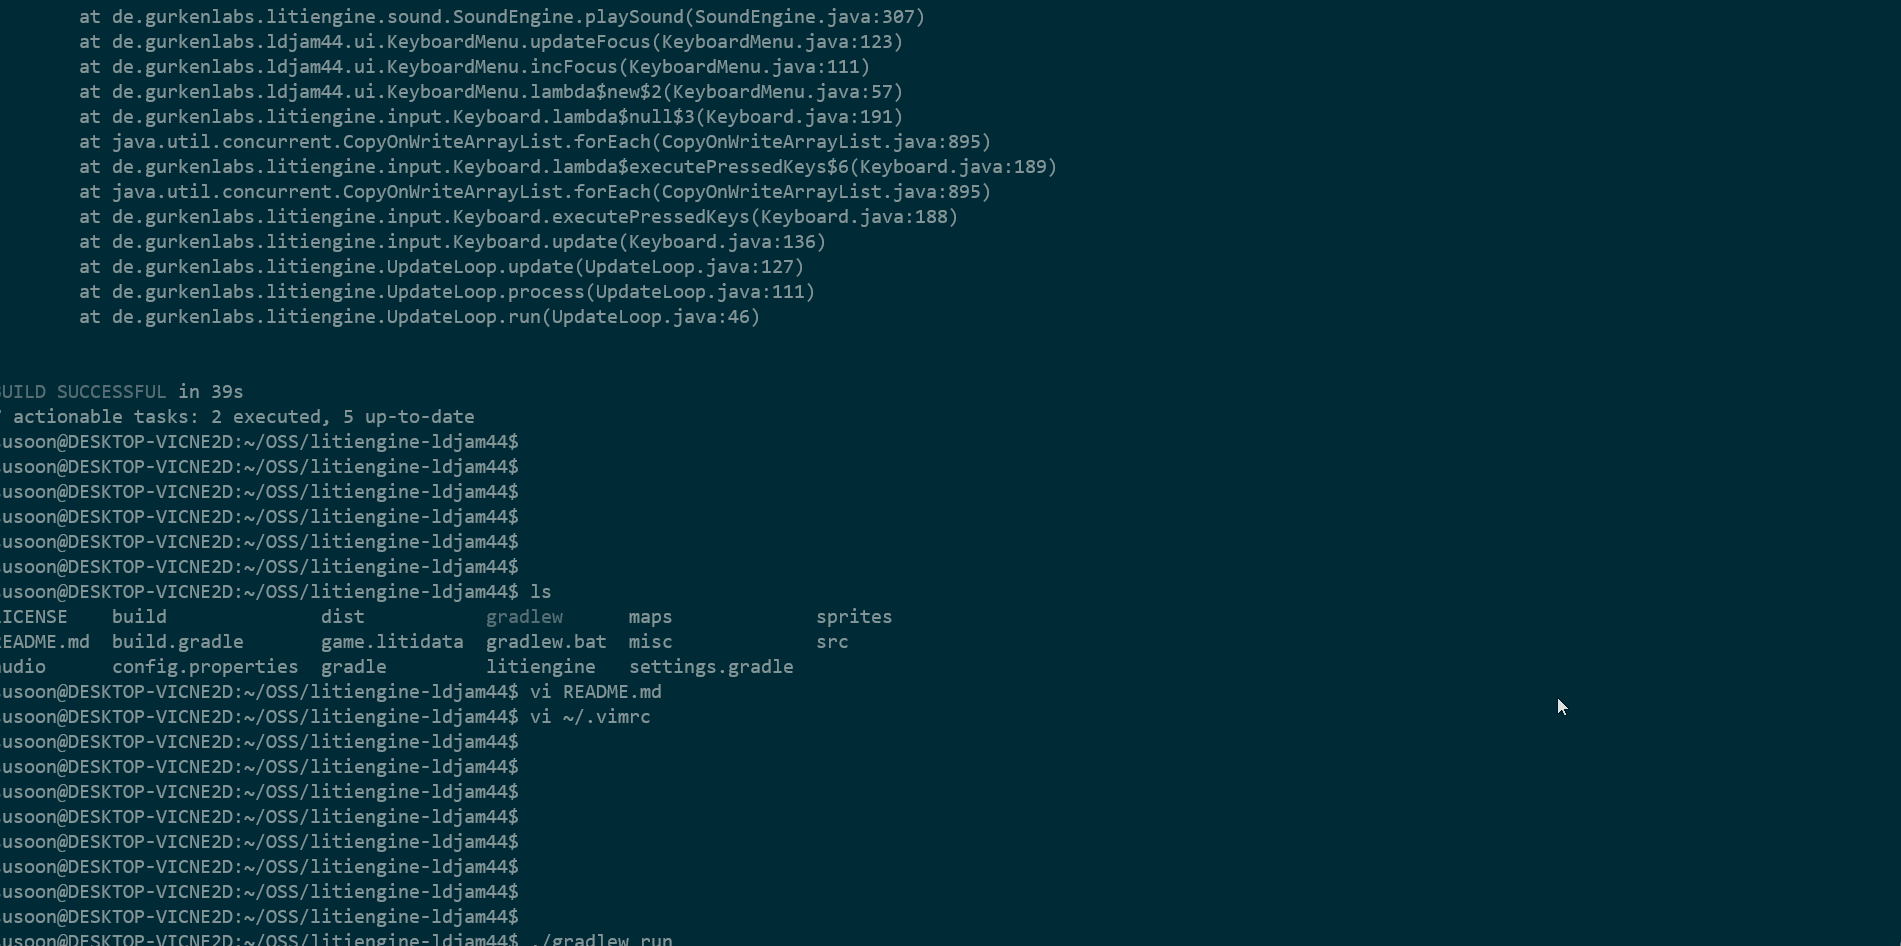 at de.gurkenlabs.litiengine.sound.SoundEngine.playSound(SoundEngine.java:307)
at de.gurkenlabs.ldjam44.ui.KeyboardMenu.updateFocus(KeyboardMenu.java:123)
at de.gurkenlabs.ldjam44.ui.KeyboardMenu.incFocus(KeyboardMenu.java:111)
at de.gurkenlabs.ldjam44.ui.KeyboardMenu.lambda$new$2(KeyboardMenu.java:57)
at de.gurkenlabs.litiengine.input.Keyboard.lambda$null$3(Keyboard.java:191)
at java.util.concurrent.CopyOnWriteArrayList.forEach(CopyOnWriteArrayList.java:895)
at de.gurkenlabs.litiengine.input.Keyboard.lambda$executePressedKeys$6(Keyboard.java:189)
at java.util.concurrent.CopyOnWriteArrayList.forEach(CopyOnWriteArrayList.java:895)
at de.gurkenlabs.litiengine.input.Keyboard.executePressedKeys(Keyboard.java:188)
at de.gurkenlabs.litiengine.input.Keyboard.update(Keyboard.java:136)
at de.gurkenlabs.litiengine.UpdateLoop.update(UpdateLoop.java:127)
at de.gurkenlabs.litiengine.UpdateLoop.process(UpdateLoop.java:111)
at de.gurkenlabs.litiengine.UpdateLoop.run(UpdateLoop.java:46)
UILD SUCCESSFUL in 39s
actionable tasks: 2 executed, 5 up-to-date
usoon@DESKTOP-VICNE2D:~/OSS/litiengine-ldjam44$
usoon@DESKTOP-VICNE2D:~/OSS/litiengine-ldjam44$
usoon@DESKTOP-VICNE2D:~/OSS/litiengine-ldjam44$
usoon@DESKTOP-VICNE2D:~/OSS/litiengine-ldjam44$
usoon@DESKTOP-VICNE2D:~/OSS/litiengine-ldjam44$
usoon@DESKTOP-VICNE2D:~/OSS/litiengine-ldjam44$
usoon@DESKTOP-VICNE2D:~/OSS/litiengine-ldjam44$ ls
ICENSE build dist gradlew maps sprites
EADME.md build.gradle game.litidata gradlew.bat misc src
udio config.properties gradle litiengine settings.gradle
usoon@DESKTOP-VICNE2D:~/OSS/litiengine-ldjam44$ vi README.md
usoon@DESKTOP-VICNE2D:~/OSS/litiengine-ldjam44$ vi ~/.vimrc
usoon@DESKTOP-VICNE2D:~/OSS/litiengine-ldjam44$
usoon@DESKTOP-VICNE2D:~/OSS/litiengine-ldjam44$
usoon@DESKTOP-VICNE2D:~/OSS/litiengine-ldjam44$
usoon@DESKTOP-VICNE2D:~/OSS/litiengine-ldjam44$
usoon@DESKTOP-VICNE2D:~/OSS/litiengine-ldjam44$
usoon@DESKTOP-VICNE2D:~/OSS/litiengine-ldjam44$
usoon@DESKTOP-VICNE2D:~/OSS/litiengine-ldjam44$
usoon@DESKTOP-VICNE2D:~/OSS/litiengine-ldjam44$
usoon@DESKTOP-VICNE2D:~/OSS/litiengine-ldjam44$ ./gradlew run